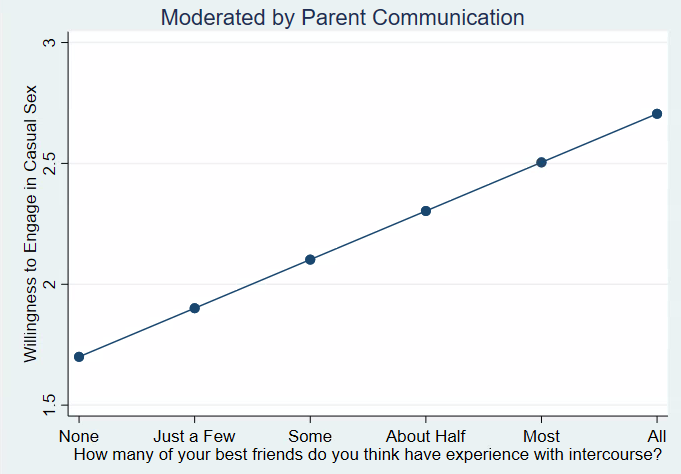 Moderated by Parent Communication
Willingness to Engage in Casual Sex
3
2.5
2
1.5
None Just a Few Some About Half Most All
How many of your best friends do you think have experience with intercourse?